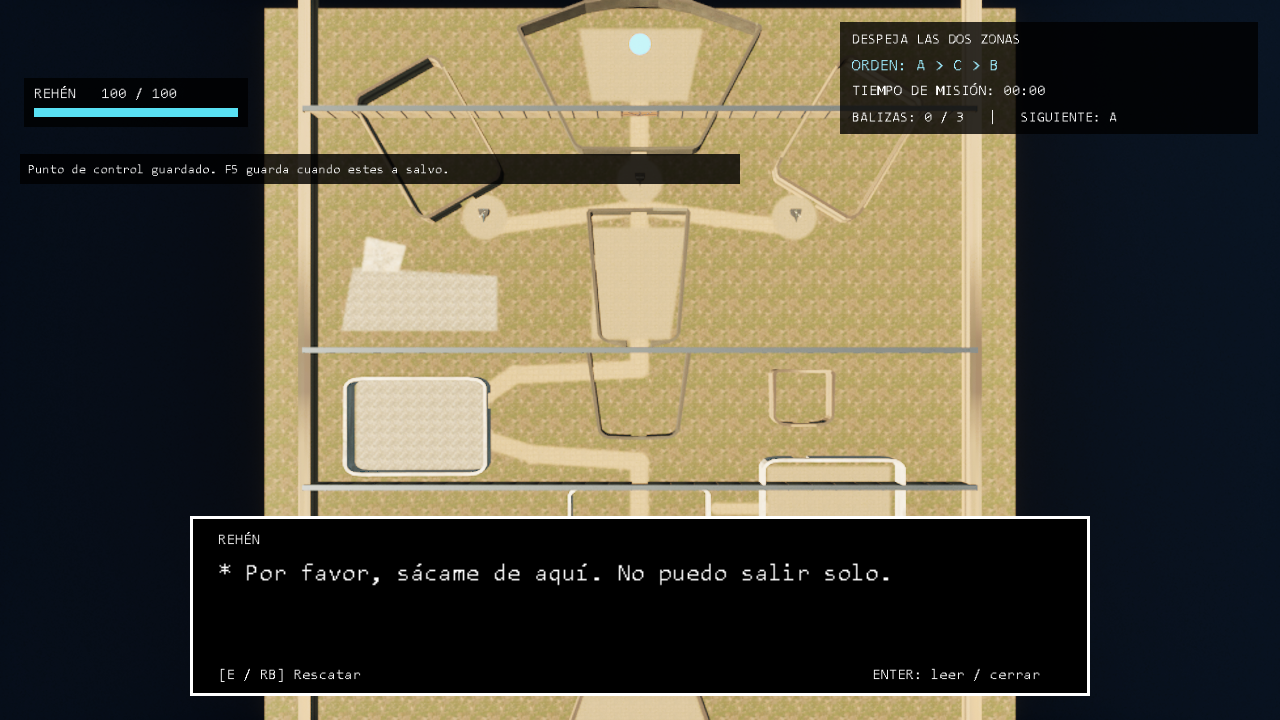 DESPEJA LAS DOS ZONAS
ORDEN: A > C > B
TIEMPO DE MISIÓN: 00:00
BALIZAS: 0 / 3 | SIGUIENTE: A
REHÉN 100 / 100
Punto de control guardado. F5 guarda cuando estes a salvo.
REHÉN
* Por favor, sácame de aquí. No puedo salir solo.
[E / RB] Rescatar
ENTER: leer / cerrar